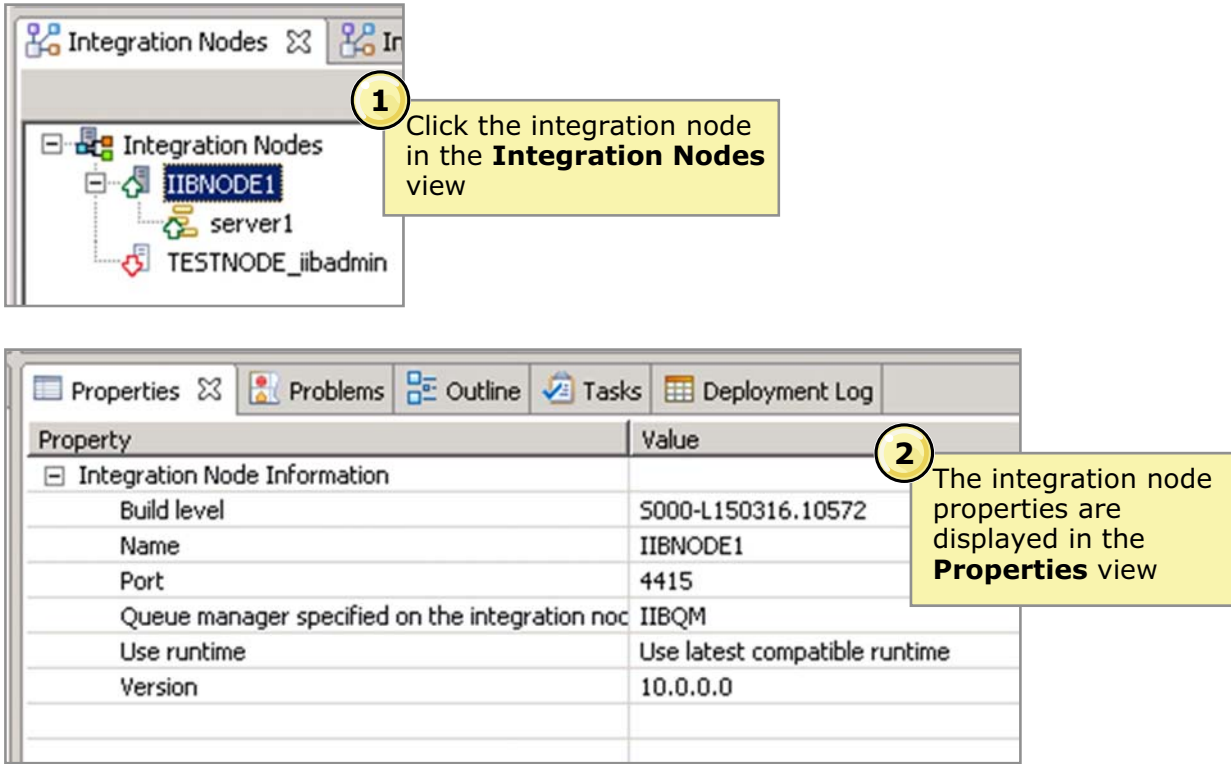 Integration Nodes
In
1
Click the integration node
in the Integration Nodes
view
Integration Nodes
IIBNODE1
server1
TESTNODE_iibadmin
Properties Problems Outline Tasks Deployment Log
Property Value
2
The integration node
properties are
displayed in the
Properties view
Integration Node Information
Build level S000-L150316.10572
Name IIBNODE1
Port 4415
Queue manager specified on the integration noc IIBQM
Use runtime Use latest compatible runtime
Version 10.0.0.0